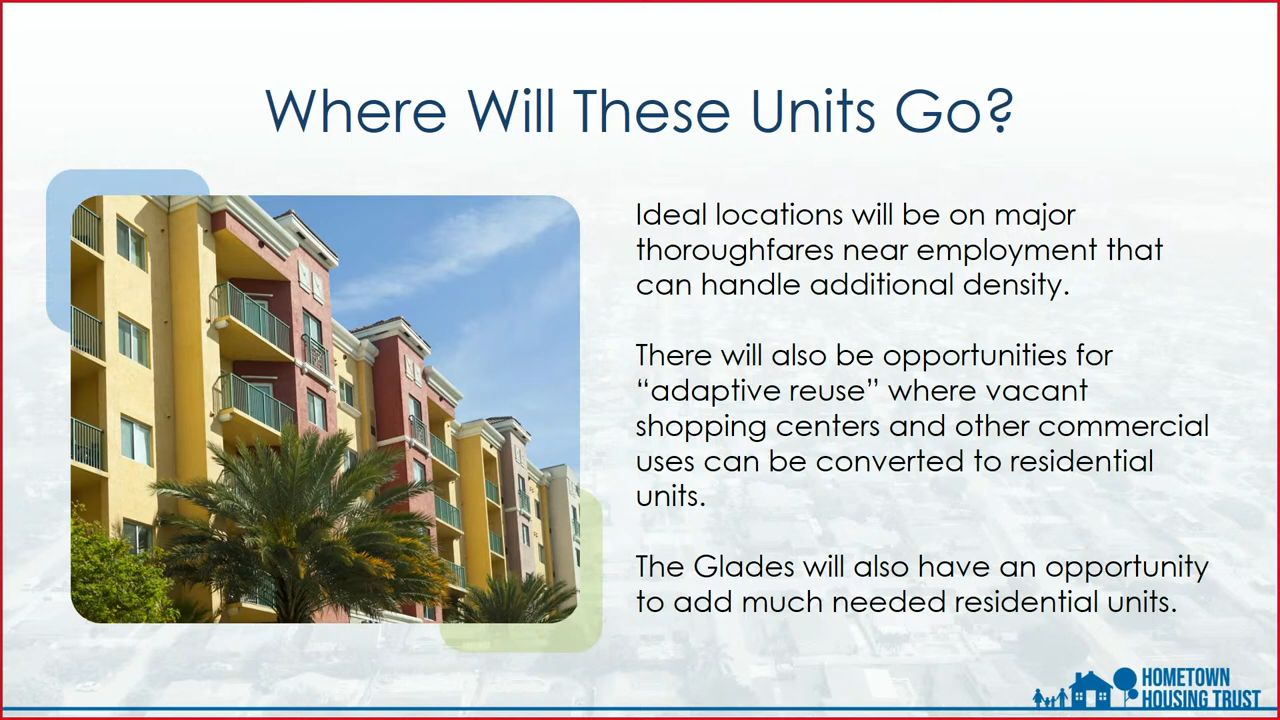 Where Will These Units Go?
Ideal locations will be on major
thoroughfares near employment that
can handle additional density.
There will also be opportunities for
“adaptive reuse” where vacant
shopping centers and other commercial
uses can be converted to residential
units.
The Glades will also have an opportunity
to add much needed residential units.
HOMETOWN
HOUSING TRUST